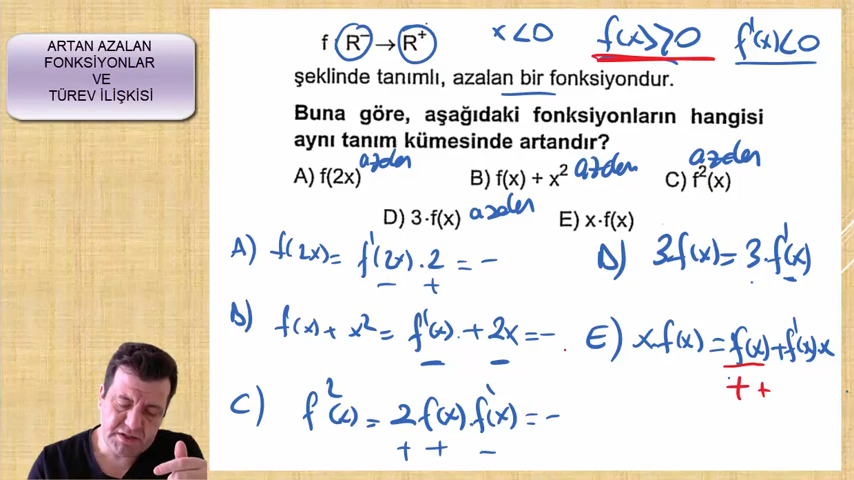 ARTAN AZALAN
FONKSİYONLAR
VE
TÜREV İLİŞKİSİ
f R⁻ → R⁺ x<0 f(x)>0 f'(x)<0
şeklinde tanımlı, azalan bir fonksiyondur.
Buna göre, aşağıdaki fonksiyonların hangisi
aynı tanım kümesinde artandır?
A) f(2x) azalan B) f(x) + x² azalan C) f²(x) azalan
D) 3·f(x) azalan E) x·f(x)
A) f(2x) = f'(2x).2 = -
- +
D) 3f(x) = 3.f'(x)
-
B) f(x) + x² = f'(x) + 2x = -
- -
E) x.f(x) = f(x) + f'(x).x
+ +
C) f²(x) = 2f(x).f'(x) = -
+ + -